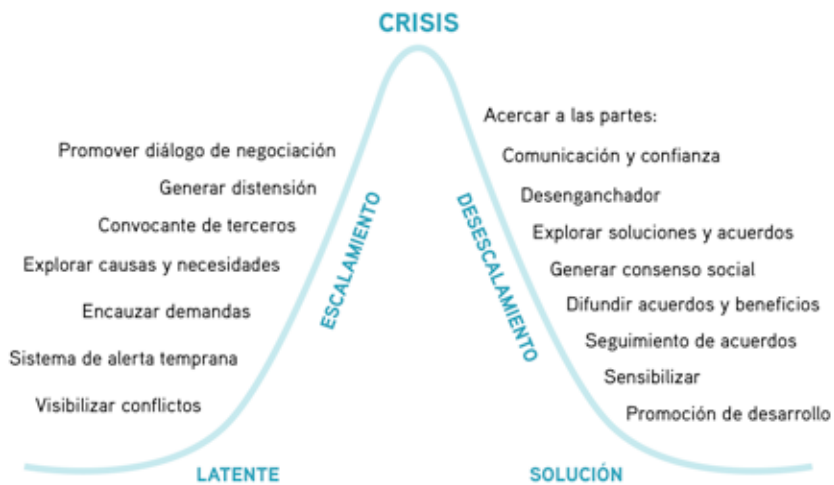 CRISIS
Promover diálogo de negociación
Generar distensión
Convocante de terceros
Explorar causas y necesidades
Encauzar demandas
Sistema de alerta temprana
Visibilizar conflictos
ESCALAMIENTO
LATENTE
Acercar a las partes:
Comunicación y confianza
Desenganchador
Explorar soluciones y acuerdos
Generar consenso social
Difundir acuerdos y beneficios
Seguimiento de acuerdos
Sensibilizar
Promoción de desarrollo
DESESCALAMIENTO
SOLUCIÓN